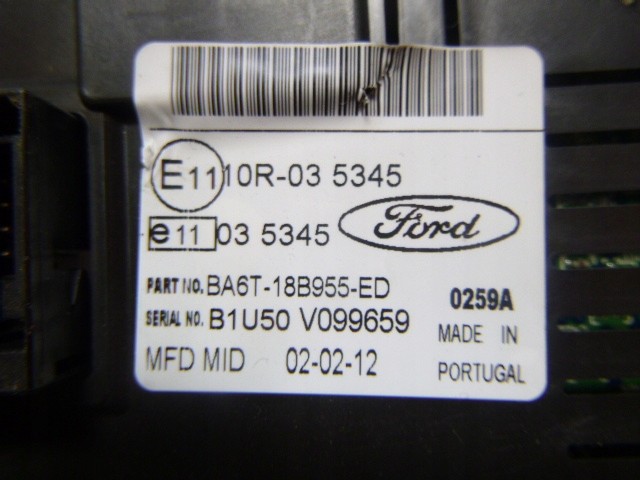 E11 10R-03 5345
e11 03 5345 Ford
PART NO. BA6T-18B955-ED
SERIAL NO. B1U50 V099659
MFD MID 02-02-12
0259A
MADE IN
PORTUGAL